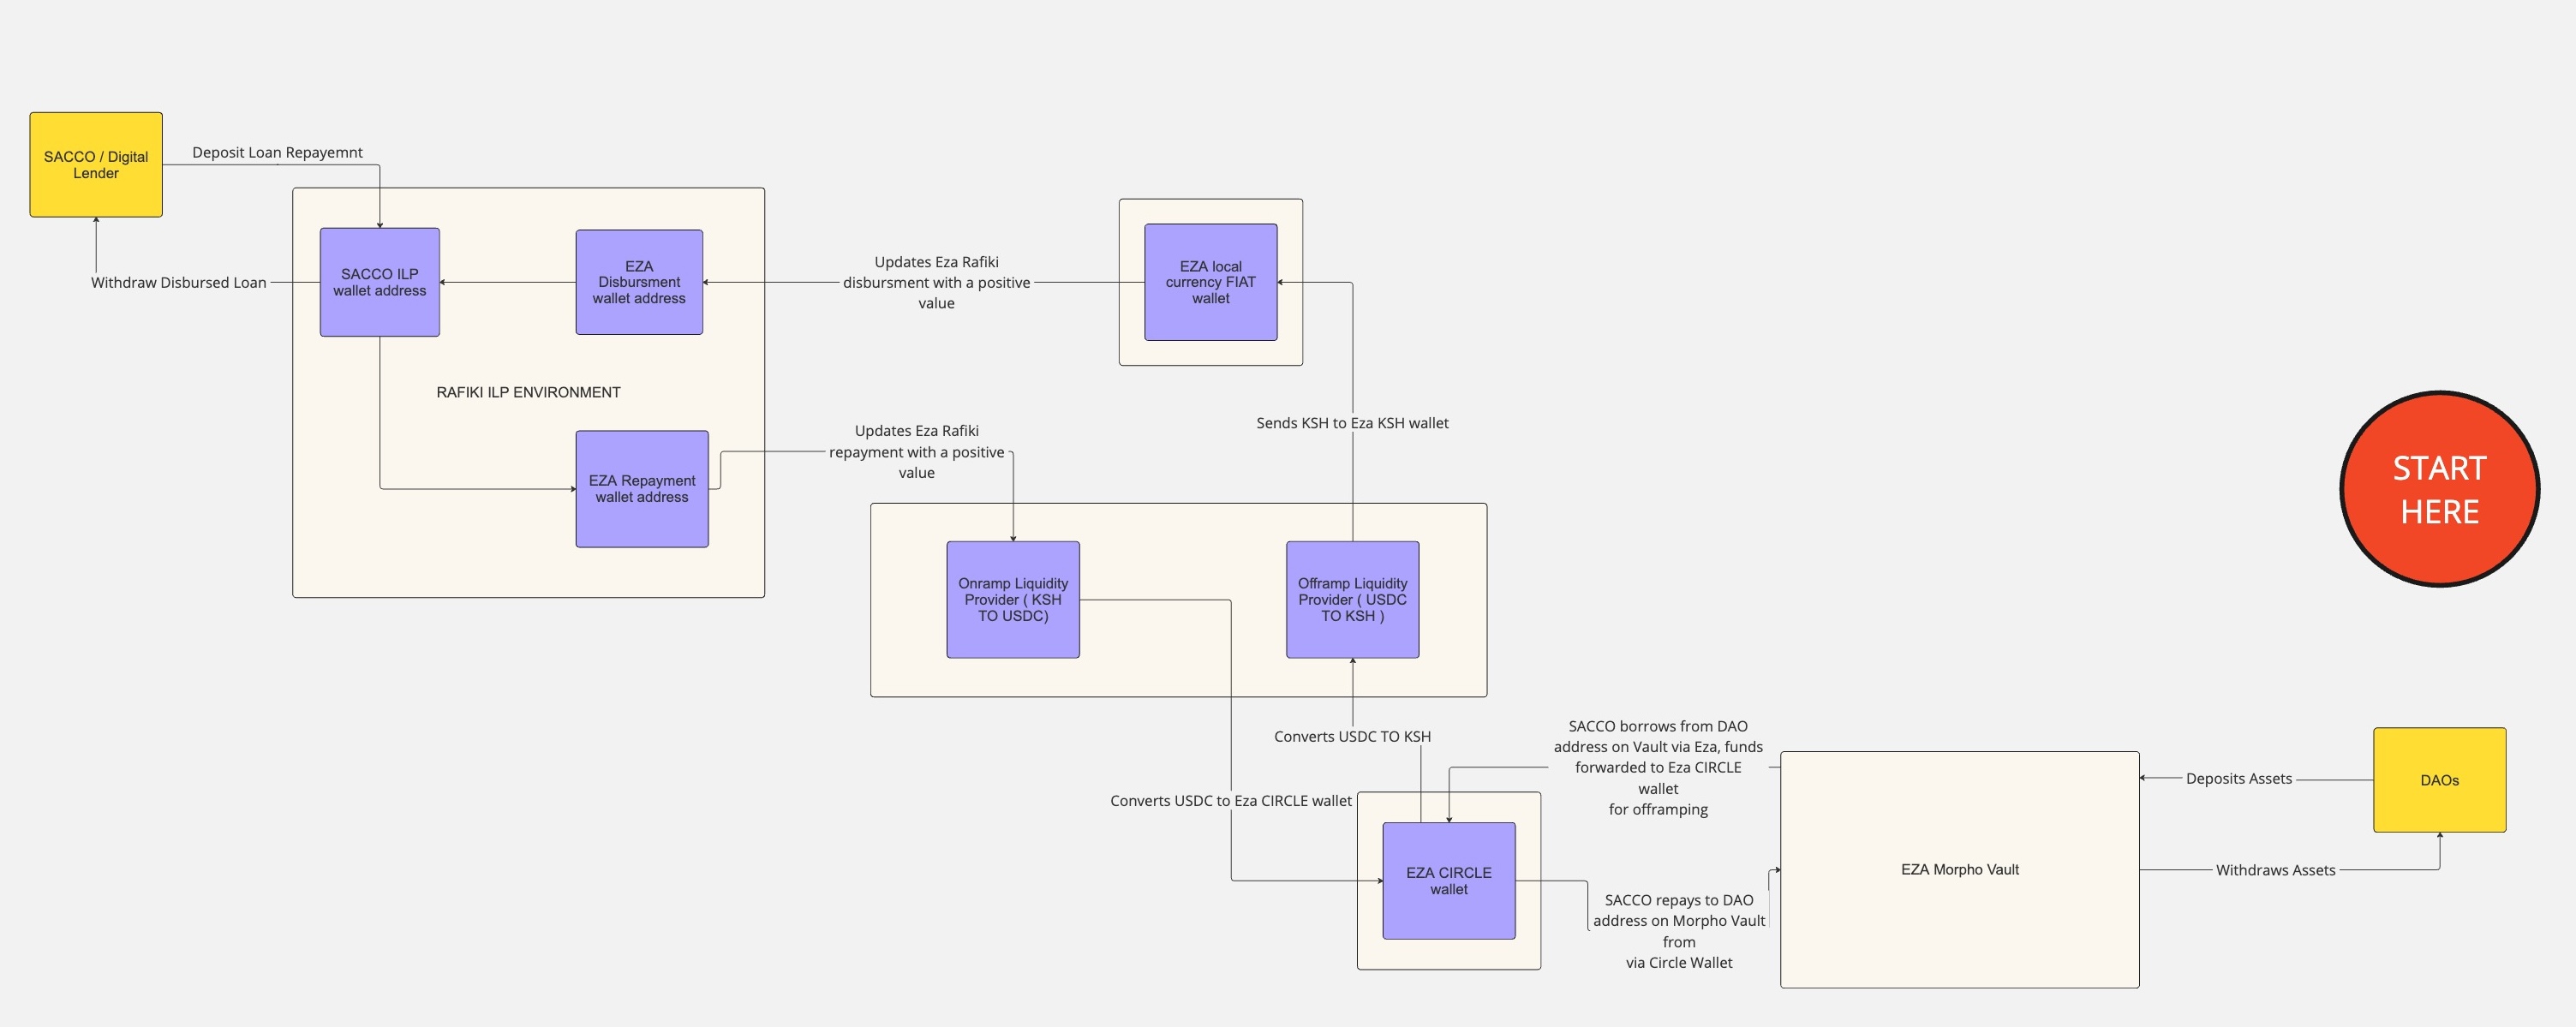 SACCO / Digital
Lender
Deposit Loan Repayemnt
Withdraw Disbursed Loan
SACCO ILP
wallet address
EZA
Disbursment
wallet address
RAFIKI ILP ENVIRONMENT
EZA Repayment
wallet address
Updates Eza Rafiki
disbursment with a positive
value
EZA local
currency FIAT
wallet
Updates Eza Rafiki
repayment with a positive
value
Sends KSH to Eza KSH wallet
START
HERE
Onramp Liquidity
Provider ( KSH
TO USDC)
Offramp Liquidity
Provider ( USDC
TO KSH )
Converts USDC TO KSH
Converts USDC to Eza CIRCLE wallet
SACCO borrows from DAO
address on Vault via Eza, funds
forwarded to Eza CIRCLE
wallet
for offramping
EZA CIRCLE
wallet
SACCO repays to DAO
address on Morpho Vault
from
via Circle Wallet
EZA Morpho Vault
Deposits Assets
Withdraws Assets
DAOs